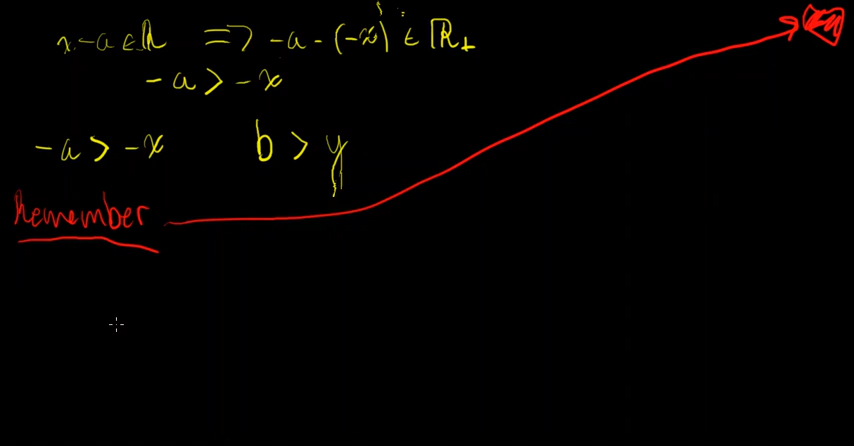 x - a ∈ ℝ ⇒ -a - (-x) ∈ ℝ+
-a > -x
-a > -x b > y
Remember